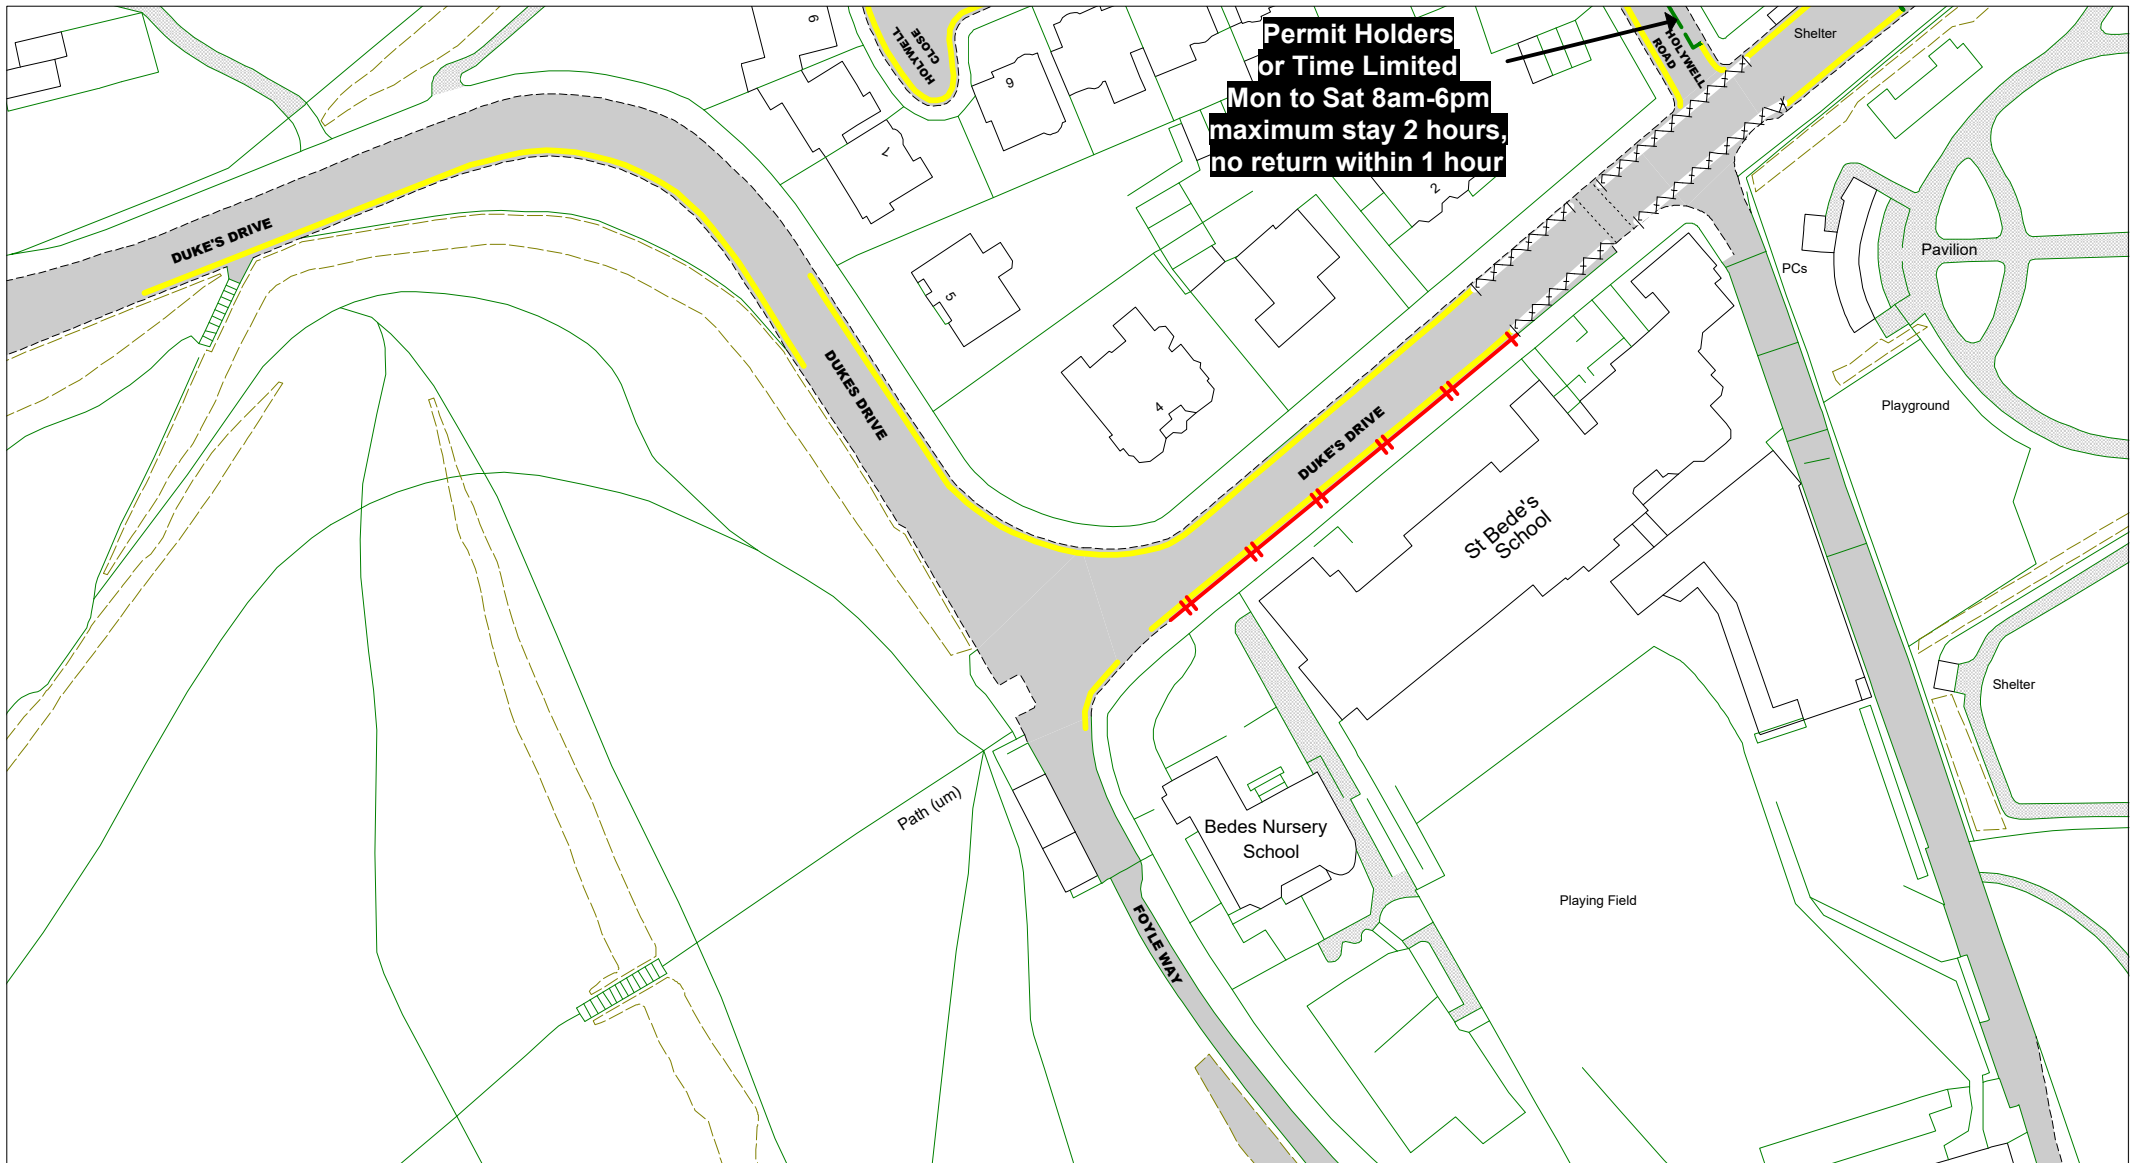 HOLYWELL
CLOSE
9
6
1
Permit Holders
or Time Limited
Mon to Sat 8am-6pm
maximum stay 2 hours,
no return within 1 hour
HOLYWELL
ROAD
Shelter
2
DUKE'S DRIVE
PCs
Pavilion
5
DUKES DRIVE
4
DUKE'S DRIVE
Playground
St Bede's
School
Shelter
Path (um)
Bedes Nursery
School
Playing Field
FOYLE WAY